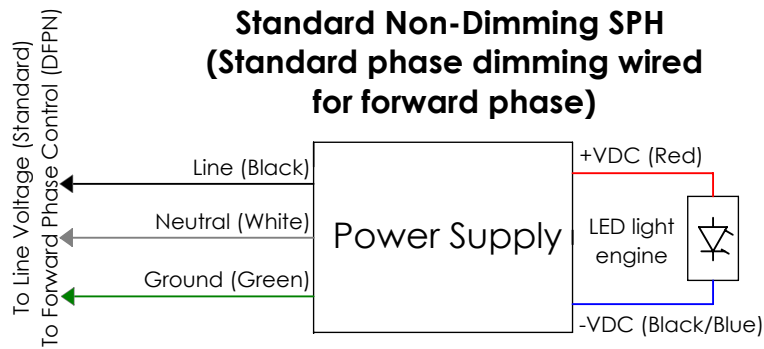 Standard Non-Dimming SPH
(Standard phase dimming wired
for forward phase)
To Line Voltage (Standard)
To Forward Phase Control (DFPN)
Line (Black)
Neutral (White)
Ground (Green)
Power Supply
+VDC (Red)
LED light
engine
-VDC (Black/Blue)